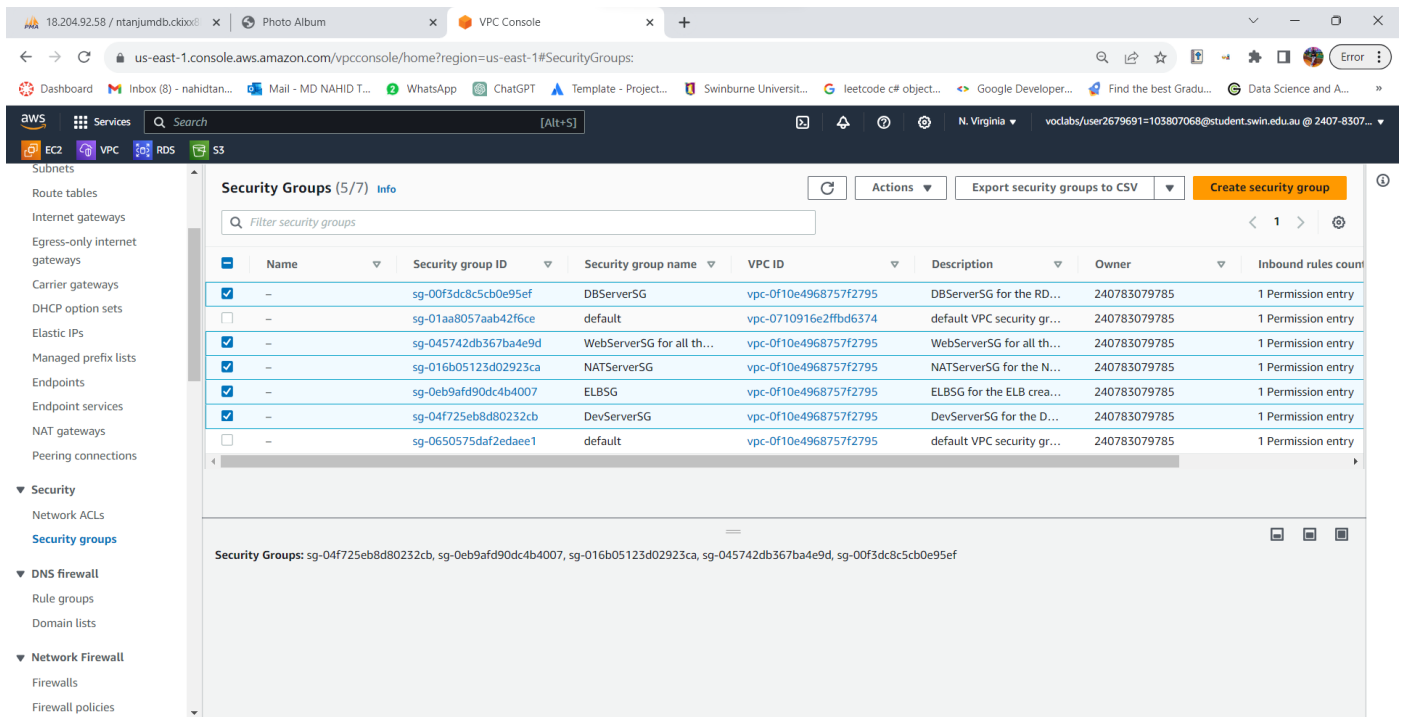 18.204.92.58 / ntanjumdb.ckixx8
Photo Album
VPC Console
us-east-1.console.aws.amazon.com/vpcconsole/home?region=us-east-1#SecurityGroups:
Error
Dashboard
Inbox (8) - nahidtan...
Mail - MD NAHID T...
WhatsApp
ChatGPT
Template - Project...
Swinburne Universit...
leetcode c# object...
Google Developer...
Find the best Gradu...
Data Science and A...
»
aws
Services
Search
[Alt+S]
N. Virginia
voclabs/user2679691=103807068@student.swin.edu.au @ 2407-8307...
EC2
VPC
RDS
S3
Subnets
Route tables
Internet gateways
Egress-only internet
gateways
Carrier gateways
DHCP option sets
Elastic IPs
Managed prefix lists
Endpoints
Endpoint services
NAT gateways
Peering connections
Security
Network ACLs
Security groups
DNS firewall
Rule groups
Domain lists
Network Firewall
Firewalls
Firewall policies
Security Groups (5/7) Info
Actions
Export security groups to CSV
Create security group
Filter security groups
1
Name Security group ID Security group name VPC ID Description Owner Inbound rules count
– sg-00f3dc8c5cb0e95ef DBServerSG vpc-0f10e4968757f2795 DBServerSG for the RD... 240783079785 1 Permission entry
– sg-01aa8057aab42f6ce default vpc-0710916e2ffbd6374 default VPC security gr... 240783079785 1 Permission entry
– sg-045742db367ba4e9d WebServerSG for all th... vpc-0f10e4968757f2795 WebServerSG for all th... 240783079785 1 Permission entry
– sg-016b05123d02923ca NATServerSG vpc-0f10e4968757f2795 NATServerSG for the N... 240783079785 1 Permission entry
– sg-0eb9afd90dc4b4007 ELBSG vpc-0f10e4968757f2795 ELBSG for the ELB crea... 240783079785 1 Permission entry
– sg-04f725eb8d80232cb DevServerSG vpc-0f10e4968757f2795 DevServerSG for the D... 240783079785 1 Permission entry
– sg-0650575daf2edaee1 default vpc-0f10e4968757f2795 default VPC security gr... 240783079785 1 Permission entry
Security Groups: sg-04f725eb8d80232cb, sg-0eb9afd90dc4b4007, sg-016b05123d02923ca, sg-045742db367ba4e9d, sg-00f3dc8c5cb0e95ef